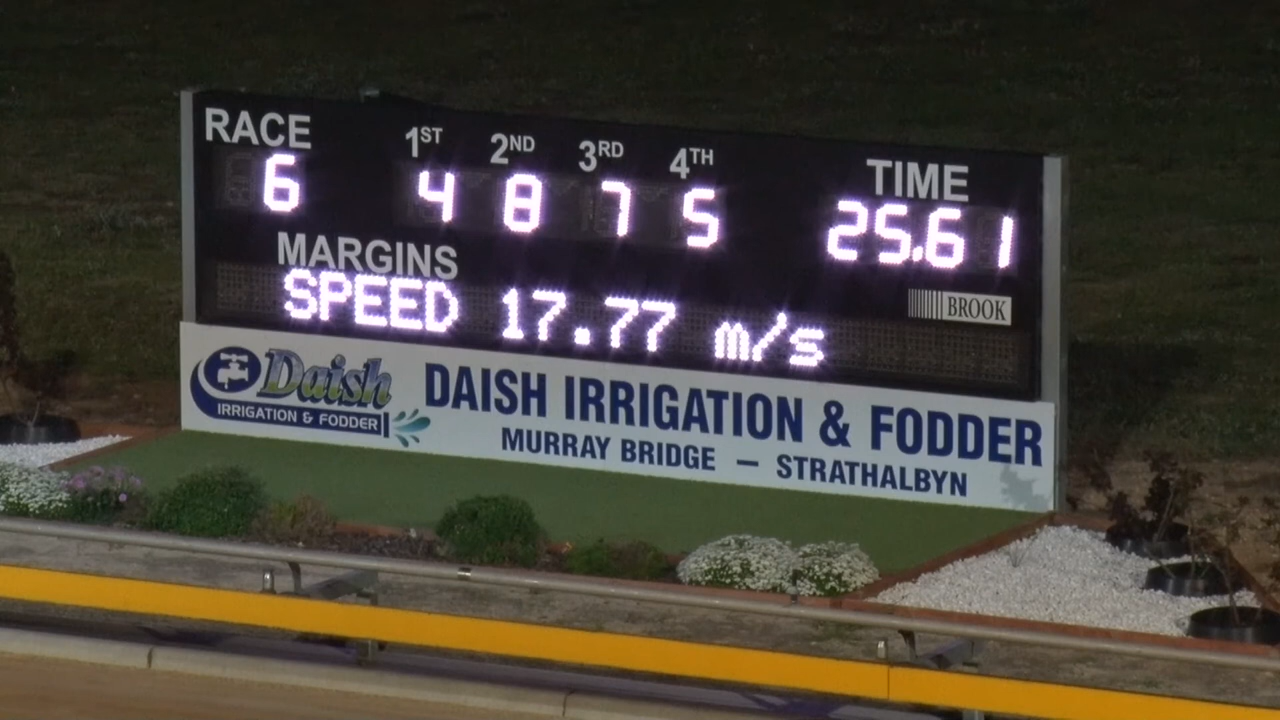 RACE 1ST 2ND 3RD 4TH TIME
6 4 8 7 5 25.61
MARGINS
SPEED 17.77 m/s
BROOK
Daish
IRRIGATION & FODDER
DAISH IRRIGATION & FODDER
MURRAY BRIDGE – STRATHALBYN